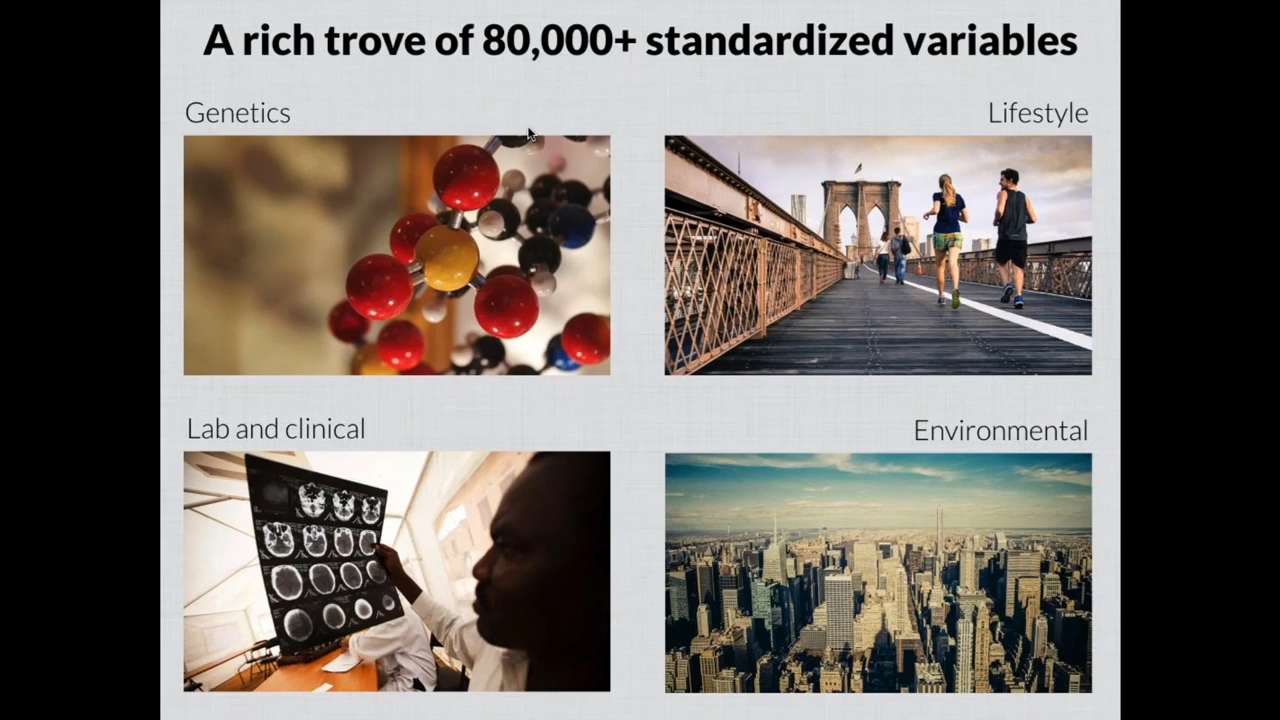 A rich trove of 80,000+ standardized variables
Genetics
Lifestyle
Lab and clinical
Environmental